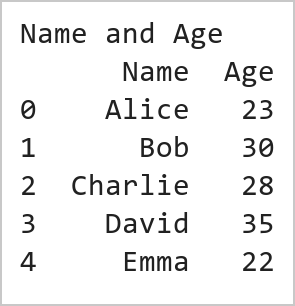 Name and Age
Name Age
0 Alice 23
1 Bob 30
2 Charlie 28
3 David 35
4 Emma 22